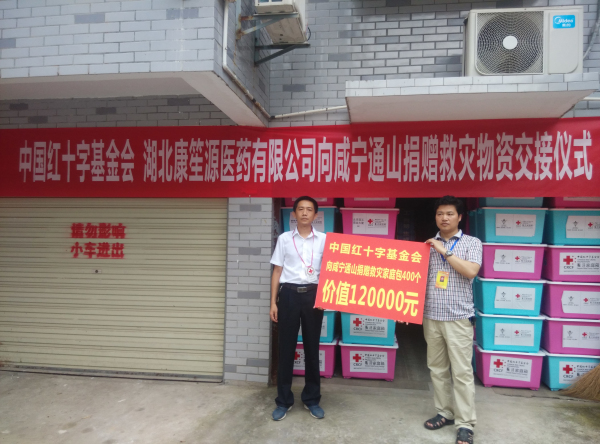 Midea
美的
中国红十字基金会 湖北康笙源医药有限公司向咸宁通山捐赠救灾物资交接仪式
请勿影响
小车进出
中国红十字基金会
向咸宁通山捐赠救灾家庭包400个
价值120000元